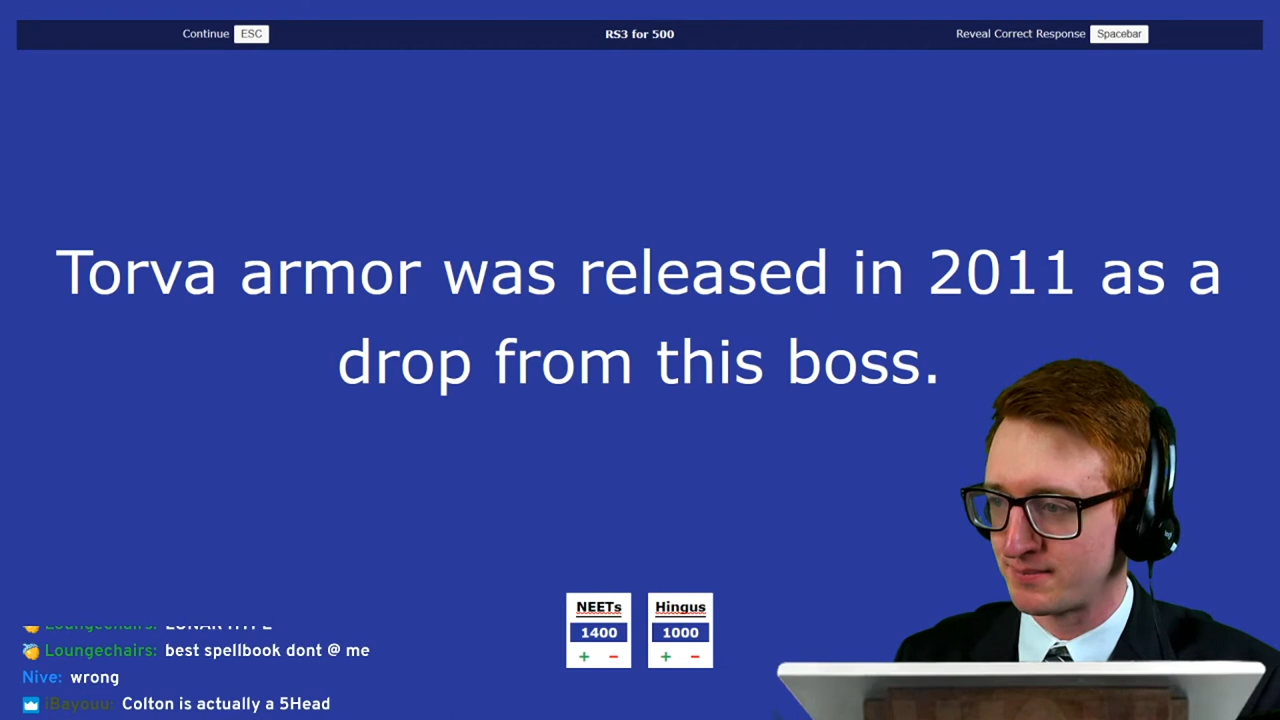 Continue ESC
RS3 for 500
Reveal Correct Response Spacebar
Torva armor was released in 2011 as a
drop from this boss.
NEETs
1400
+ −
Hingus
1000
+ −
Loungechairs: best spellbook dont @ me
Nive: wrong
iBayouu: Colton is actually a 5Head